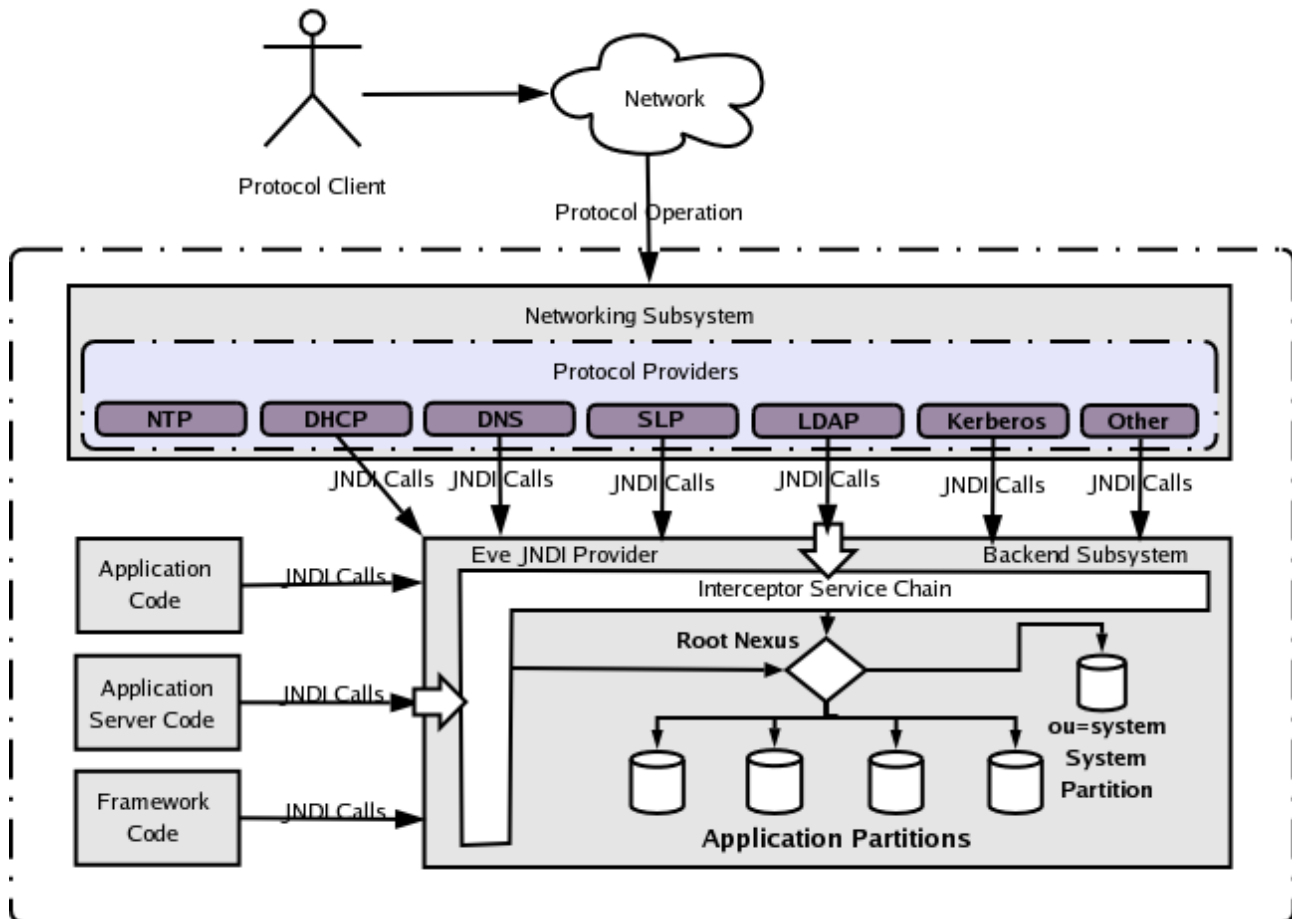 Network
Protocol Client
Protocol Operation
Networking Subsystem
Protocol Providers
NTP
DHCP
DNS
SLP
LDAP
Kerberos
Other
JNDI Calls
JNDI Calls
JNDI Calls
JNDI Calls
JNDI Calls
JNDI Calls
Application
Code
JNDI Calls
Eve JNDI Provider
Backend Subsystem
Interceptor Service Chain
Root Nexus
Application
Server Code
JNDI Calls
ou=system
System
Partition
Framework
Code
JNDI Calls
Application Partitions